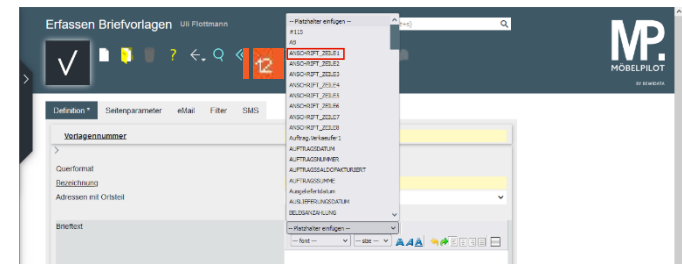 Erfassen Briefvorlagen Uli Flottmann
-- Platzhalter einfügen --
#115
AB
ANSCHRIFT_ZEILE1
ANSCHRIFT_ZEILE2
ANSCHRIFT_ZEILE3
ANSCHRIFT_ZEILE4
ANSCHRIFT_ZEILE5
ANSCHRIFT_ZEILE6
ANSCHRIFT_ZEILE7
ANSCHRIFT_ZEILE8
Auftrag.Verkaeufer1
AUFTRAGSDATUM
AUFTRAGSNUMMER
AUFTRAGSSALDOFAKTURIERT
AUFTRAGSSUMME
Ausgeliefertdatum
AUSLIEFERUNGSDATUM
BELEGANZAHLUNG
12
MP.
MÖBELPILOT
Definition * Seitenparameter eMail Filter SMS
Vorlagennummer
Querformat
Bezeichnung
Adressen mit Ortsteil
Brieftext
-- Platzhalter einfügen --
-- font -- -- size -- A A A